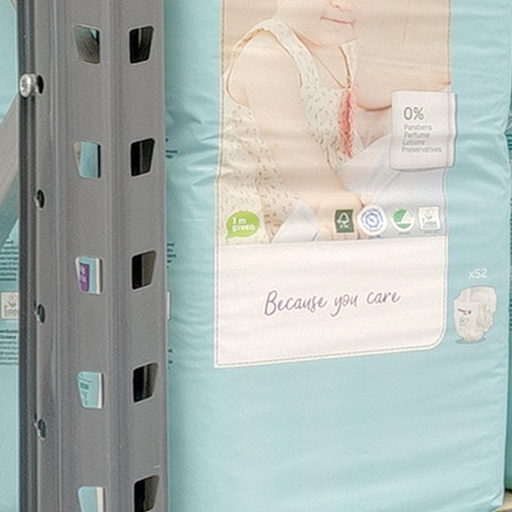 0%
Parabens
Perfume
Lotions
Preservatives
I'm
green
x52
Because you care